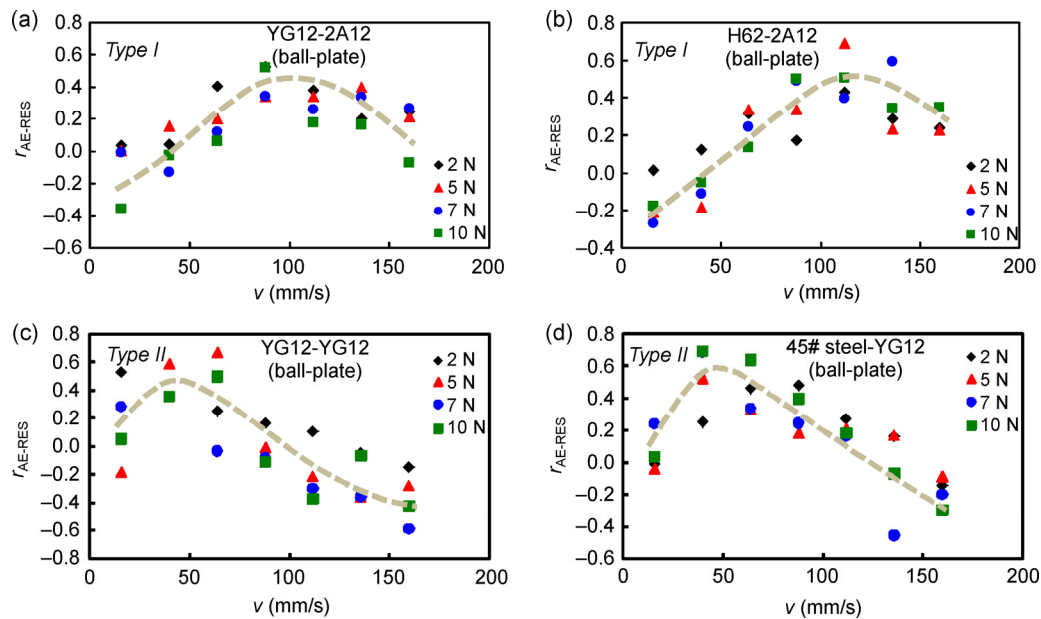 (a)
YG12-2A12
(ball-plate)
Type I
0.8
0.6
0.4
0.2
0.0
–0.2
–0.4
–0.6
r_AE-RES
2 N
5 N
7 N
10 N
0 50 100 150 200
v (mm/s)
(b)
H62-2A12
(ball-plate)
Type I
0.8
0.6
0.4
0.2
0.0
–0.2
–0.4
r_AE-RES
2 N
5 N
7 N
10 N
0 50 100 150 200
v (mm/s)
(c)
YG12-YG12
(ball-plate)
Type II
0.8
0.6
0.4
0.2
0.0
–0.2
–0.4
–0.6
–0.8
r_AE-RES
2 N
5 N
7 N
10 N
0 50 100 150 200
v (mm/s)
(d)
45# steel-YG12
(ball-plate)
Type II
0.8
0.6
0.4
0.2
0.0
–0.2
–0.4
–0.6
r_AE-RES
2 N
5 N
7 N
10 N
0 50 100 150 200
v (mm/s)